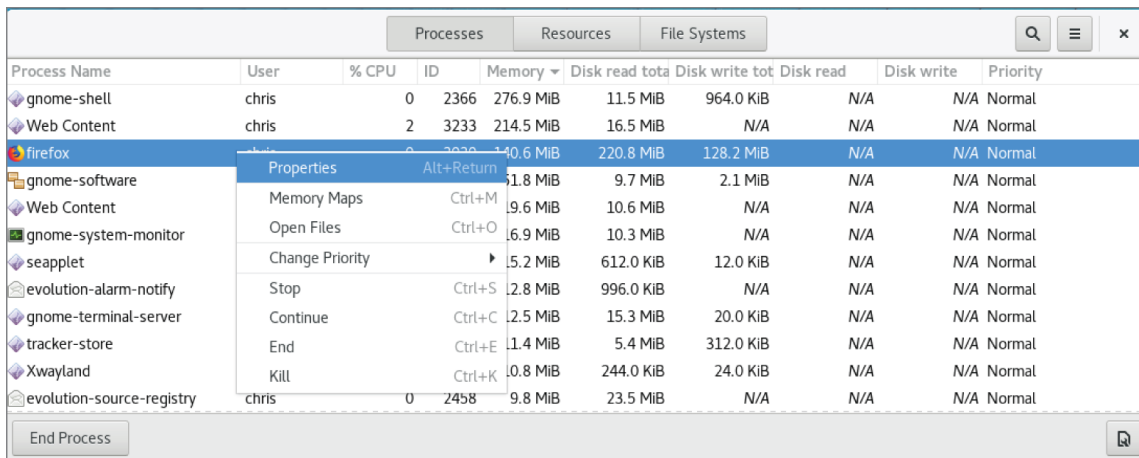 Processes Resources File Systems
Process Name User % CPU ID Memory Disk read tota Disk write tot Disk read Disk write Priority
gnome-shell chris 0 2366 276.9 MiB 11.5 MiB 964.0 KiB N/A N/A Normal
Web Content chris 2 3233 214.5 MiB 16.5 MiB N/A N/A N/A Normal
firefox 220.8 MiB 128.2 MiB N/A N/A Normal
Properties Alt+Return
gnome-software 9.7 MiB 2.1 MiB N/A N/A Normal
Memory Maps Ctrl+M
Web Content 10.6 MiB N/A N/A N/A Normal
Open Files Ctrl+O
gnome-system-monitor 10.3 MiB N/A N/A N/A Normal
Change Priority
seapplet 612.0 KiB 12.0 KiB N/A N/A Normal
Stop Ctrl+S
evolution-alarm-notify 996.0 KiB N/A N/A N/A Normal
Continue Ctrl+C
gnome-terminal-server 15.3 MiB 20.0 KiB N/A N/A Normal
End Ctrl+E
tracker-store 5.4 MiB 312.0 KiB N/A N/A Normal
Kill Ctrl+K
Xwayland 244.0 KiB 24.0 KiB N/A N/A Normal
evolution-source-registry chris 0 2458 9.8 MiB 23.5 MiB N/A N/A N/A Normal
End Process